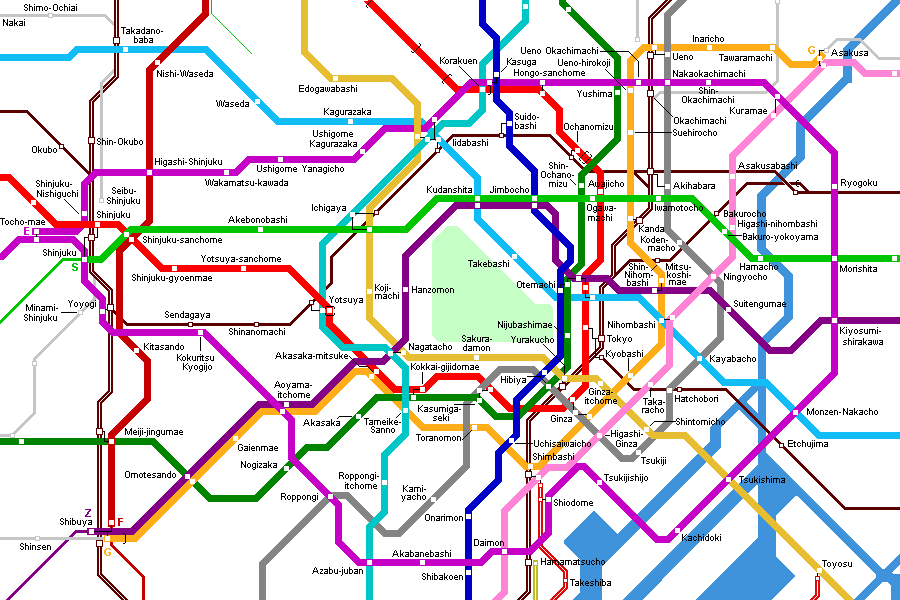 Shimo-Ochiai
Nakai
Takadano-
baba
Nishi-Waseda
Waseda
Edogawabashi
Kagurazaka
Ushigome
Kagurazaka
Korakuen
Kasuga
Hongo-sanchome
Ueno Okachimachi
Ueno-hirokoji
Yushima
Inaricho
Tawaramachi
G
Asakusa
Ueno
Nakaokachimachi
Shin-
Okachimachi
Kuramae
Okachimachi
Suehirocho
Suido-
bashi
Ochanomizu
Iidabashi
Okubo
Shin-Okubo
Higashi-Shinjuku
Wakamatsu-kawada
Ushigome
Yanagicho
Shin-
Ochano-
mizu
Awajicho
Asakusabashi
Akihabara
Ryogoku
Shinjuku-
Nishiguchi
Seibu-
Shinjuku
Shinjuku
Tocho-mae
E
Shinjuku
S
Shinjuku-sanchome
Akebonobashi
Ichigaya
Kudanshita
Jimbocho
Ogawa-
machi
Iwamotocho
Kanda
Koden-
macho
Bakurocho
Higashi-nihombashi
Bakuro-yokoyama
Hamacho
Morishita
Yotsuya-sanchome
Shinjuku-gyoenmae
Takebashi
Otemachi
Shin-
Nihom-
bashi
Mitsu-
koshi-
mae
Ningyocho
Suitengumae
Minami-
Shinjuku
Yoyogi
Sendagaya
Shinanomachi
Yotsuya
Koji-
machi
Hanzomon
Kitasando
Kokuritsu
Kyogijo
Akasaka-mitsuke
Nagatacho
Sakura-
damon
Nijubashimae
Yurakucho
Nihombashi
Tokyo
Kyobashi
Kayabacho
Kiyosumi-
shirakawa
Kokkai-gijidomae
Hibiya
Aoyama-
itchome
Ginza-
itchome
Taka-
racho
Hatchobori
Monzen-Nakacho
Akasaka
Tameike-
Sanno
Kasumiga-
seki
Toranomon
Ginza
Higashi-
Ginza
Shintomicho
Etchujima
Meiji-jingumae
Gaienmae
Nogizaka
Omotesando
Roppongi
Roppongi-
itchome
Kami-
yacho
Uchisaiwaicho
Shimbashi
Tsukiji
Tsukijishijo
Tsukishima
Z
Shibuya
F
G
Shinsen
Onarimon
Shiodome
Daimon
Kachidoki
Azabu-juban
Akabanebashi
Shibakoen
Hamamatsucho
Takeshiba
Toyosu